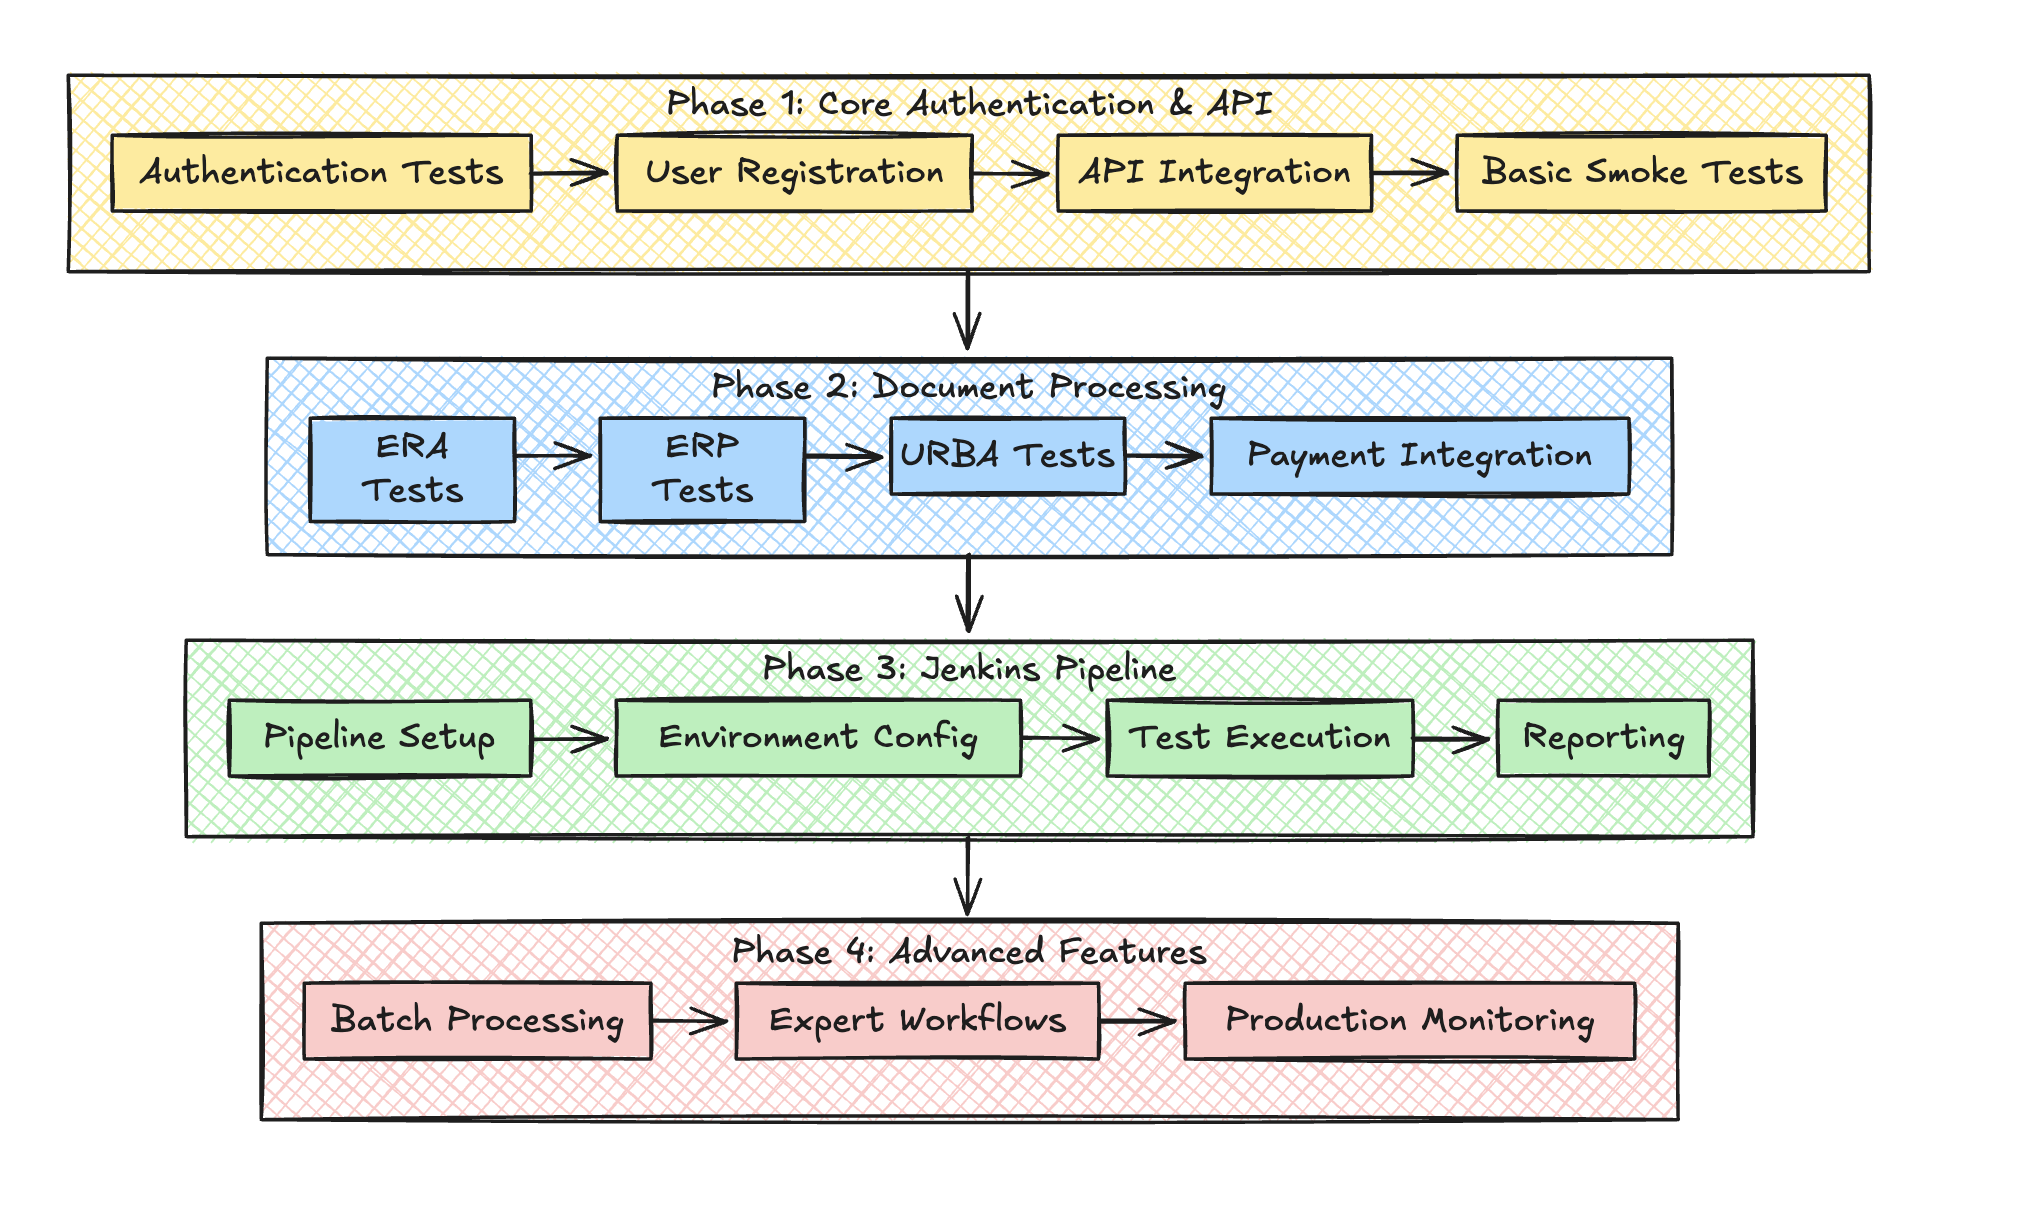 Phase 1: Core Authentication & API
Authentication Tests
User Registration
API Integration
Basic Smoke Tests
Phase 2: Document Processing
ERA
Tests
ERP
Tests
URBA Tests
Payment Integration
Phase 3: Jenkins Pipeline
Pipeline Setup
Environment Config
Test Execution
Reporting
Phase 4: Advanced Features
Batch Processing
Expert Workflows
Production Monitoring